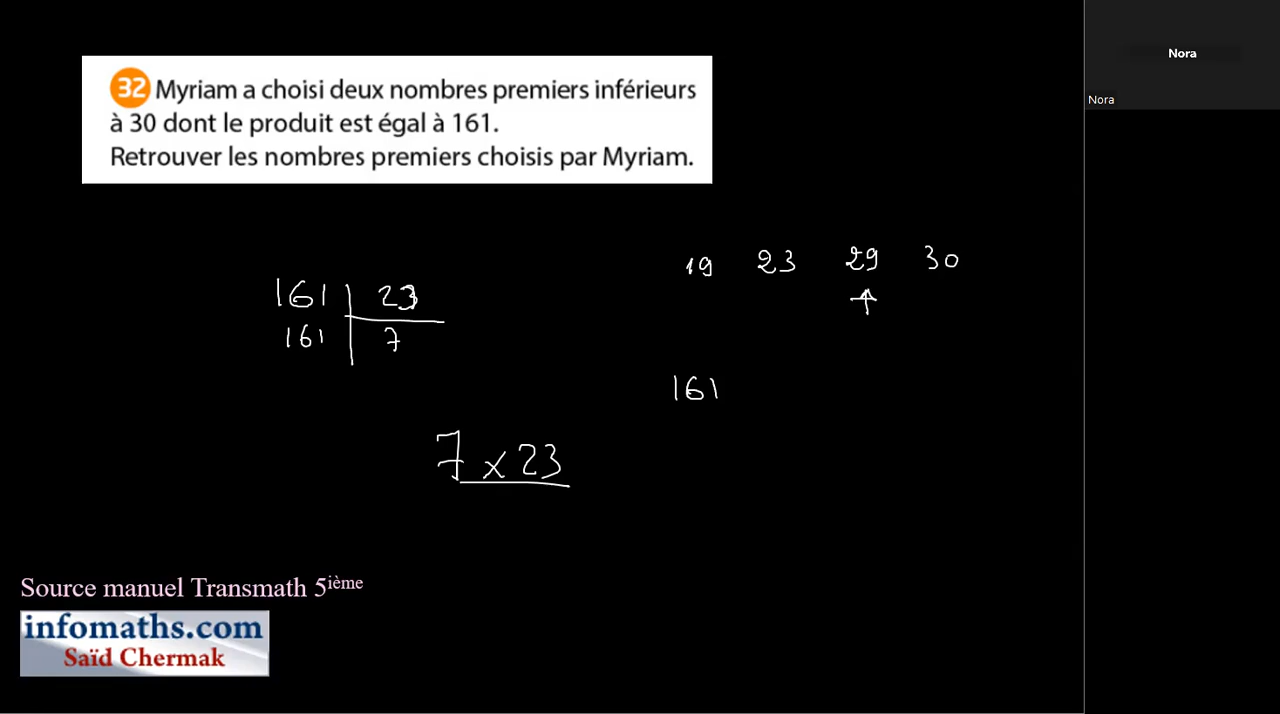 Nora
Nora
32 Myriam a choisi deux nombres premiers inférieurs
à 30 dont le produit est égal à 161.
Retrouver les nombres premiers choisis par Myriam.
19 23 29 30
161 23
161 7
161
7 x 23
Source manuel Transmath 5ième
infomaths.com
Saïd Chermak